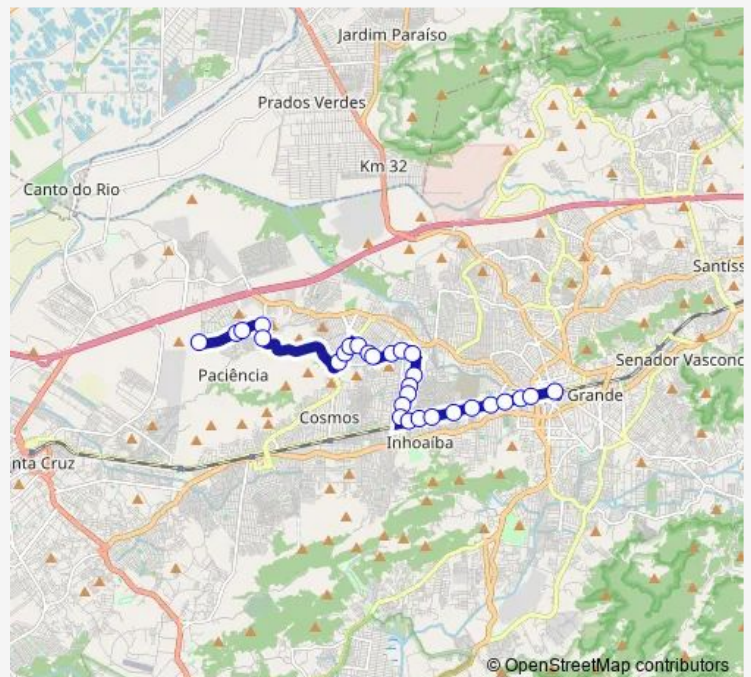 Jardim Paraíso
Prados Verdes
Km 32
Canto do Rio
Santíss
Paciência
Senador Vasconc
Grande
Cosmos
Inhoaíba
nta Cruz
© OpenStreetMap contributors